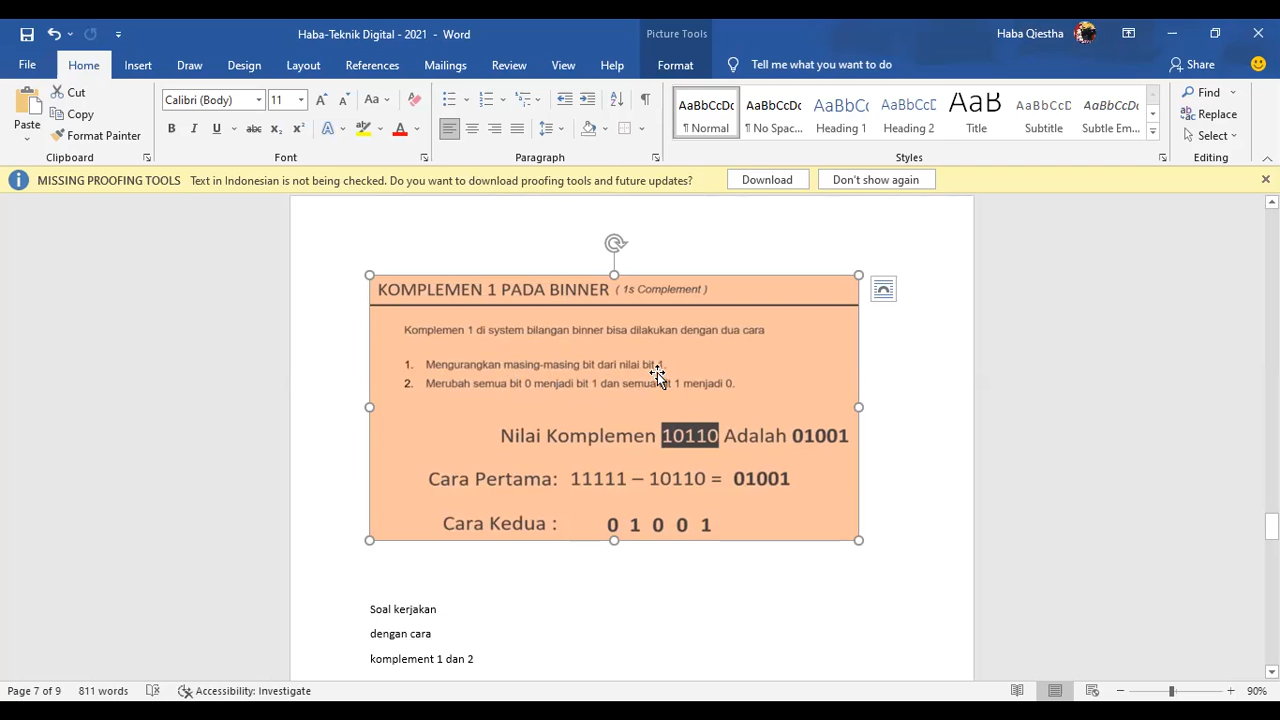 Haba-Teknik Digital - 2021 - Word
Picture Tools
Haba Qiestha
File Home Insert Draw Design Layout References Mailings Review View Help Format Tell me what you want to do Share
Paste
Cut
Copy
Format Painter
Clipboard
Calibri (Body) 11
Font
Paragraph
AaBbCcDc AaBbCcDc AaBbCc AaBbCcC AaB AaBbCcD AaBbCcDc
¶ Normal ¶ No Spac... Heading 1 Heading 2 Title Subtitle Subtle Em...
Styles
Find
Replace
Select
Editing
MISSING PROOFING TOOLS Text in Indonesian is not being checked. Do you want to download proofing tools and future updates? Download Don't show again
KOMPLEMEN 1 PADA BINNER ( 1s Complement )
Komplemen 1 di system bilangan binner bisa dilakukan dengan dua cara
1. Mengurangkan masing-masing bit dari nilai bit 1.
2. Merubah semua bit 0 menjadi bit 1 dan semua bit 1 menjadi 0.
Nilai Komplemen 10110 Adalah 01001
Cara Pertama: 11111 – 10110 = 01001
Cara Kedua : 0 1 0 0 1
Soal kerjakan
dengan cara
komplement 1 dan 2
Page 7 of 9 811 words Accessibility: Investigate 90%